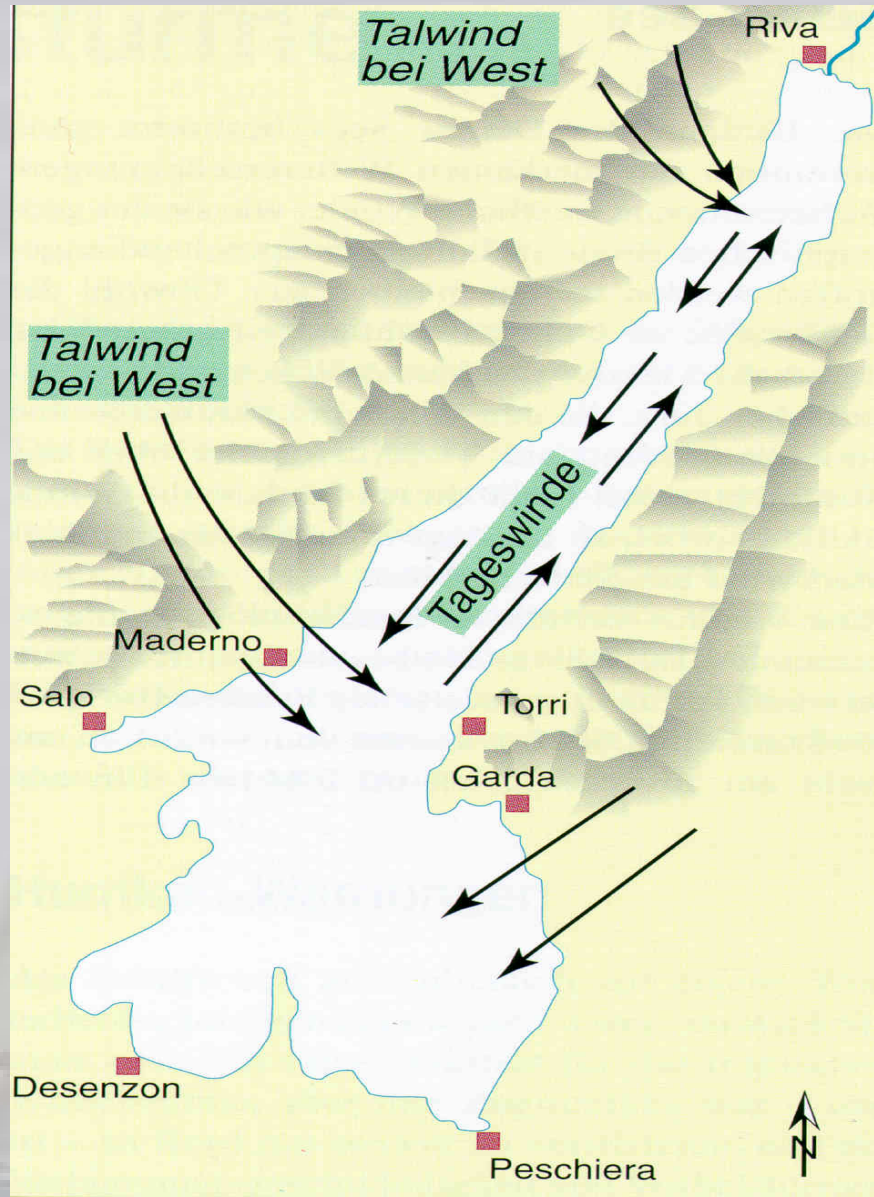 Talwind
bei West
Riva
Talwind
bei West
Tageswinde
Maderno
Salo
Torri
Garda
Desenzon
Peschiera
N